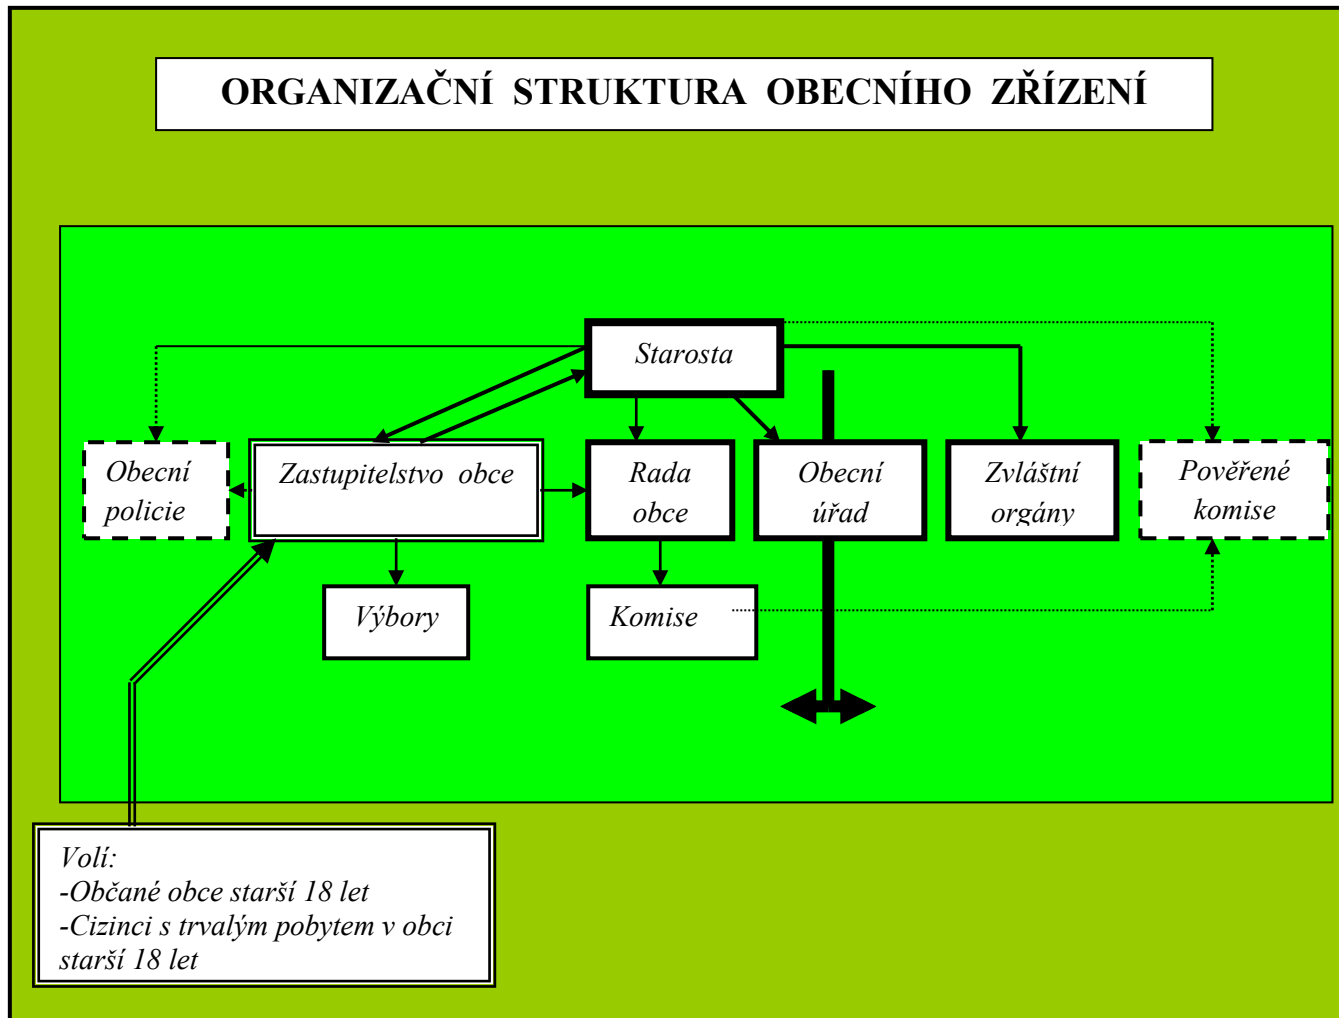 ORGANIZAČNÍ STRUKTURA OBECNÍHO ZŘÍZENÍ
Starosta
Obecní
policie
Zastupitelstvo obce
Rada
obce
Obecní
úřad
Zvláštní
orgány
Pověřené
komise
Výbory
Komise
Volí:
-Občané obce starší 18 let
-Cizinci s trvalým pobytem v obci
starší 18 let